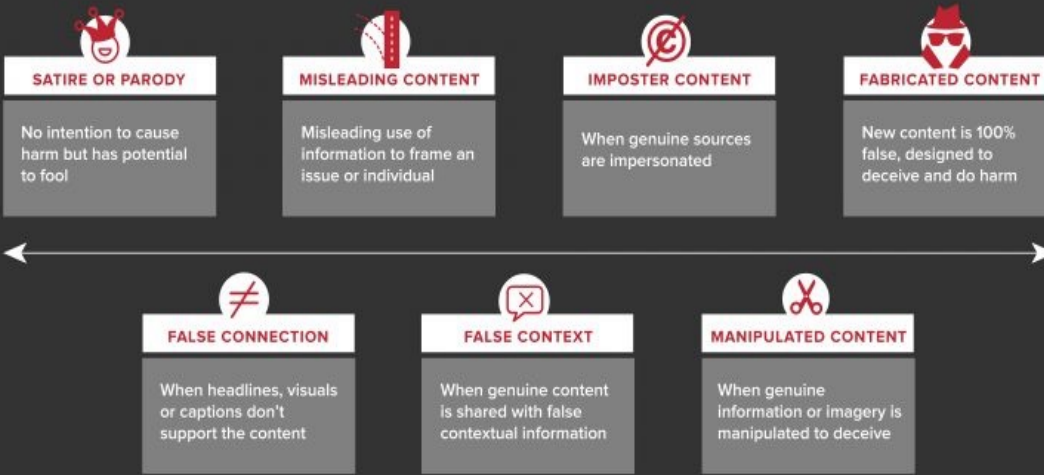 SATIRE OR PARODY
No intention to cause
harm but has potential
to fool
MISLEADING CONTENT
Misleading use of
information to frame an
issue or individual
IMPOSTER CONTENT
When genuine sources
are impersonated
FABRICATED CONTENT
New content is 100%
false, designed to
deceive and do harm
FALSE CONNECTION
When headlines, visuals
or captions don't
support the content
FALSE CONTEXT
When genuine content
is shared with false
contextual information
MANIPULATED CONTENT
When genuine
information or imagery is
manipulated to deceive